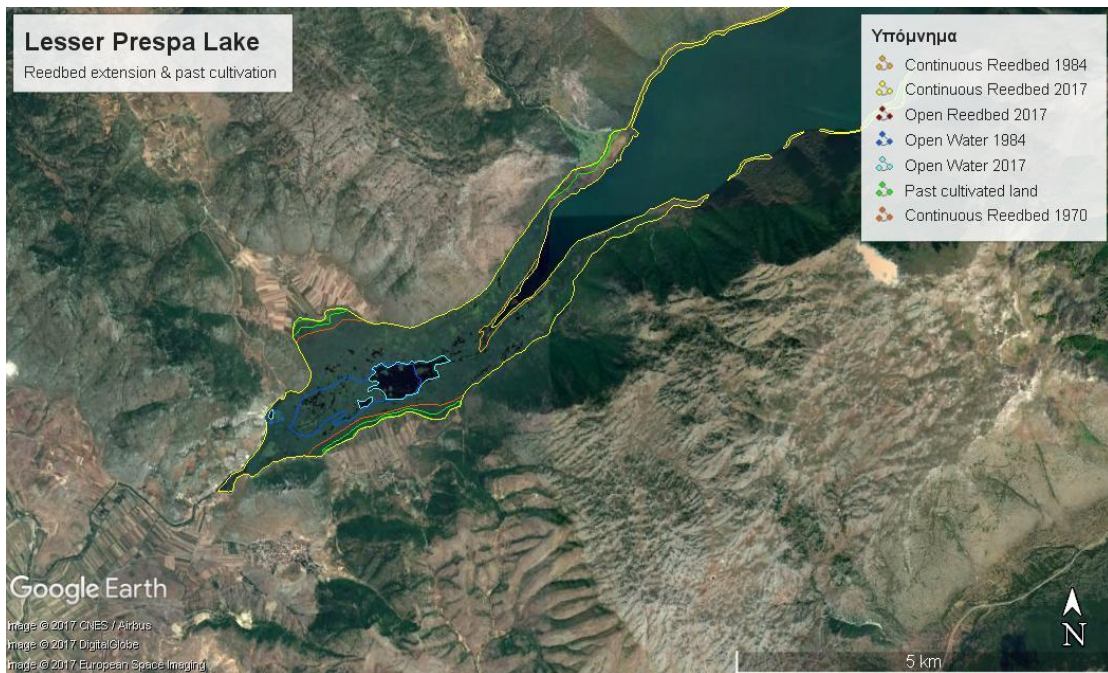 Lesser Prespa Lake
Reedbed extension & past cultivation
Υπόμνημα
Continuous Reedbed 1984
Continuous Reedbed 2017
Open Reedbed 2017
Open Water 1984
Open Water 2017
Past cultivated land
Continuous Reedbed 1970
Google Earth
Image © 2017 CNES / Airbus
Image © 2017 DigitalGlobe
Image © 2017 European Space Imaging
N
5 km